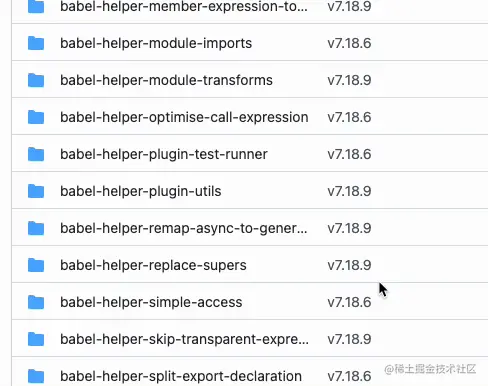 babel-helper-member-expression-to... v7.18.9
babel-helper-module-imports v7.18.6
babel-helper-module-transforms v7.18.9
babel-helper-optimise-call-expression v7.18.6
babel-helper-plugin-test-runner v7.18.6
babel-helper-plugin-utils v7.18.9
babel-helper-remap-async-to-gener... v7.18.9
babel-helper-replace-supers v7.18.9
babel-helper-simple-access v7.18.6
babel-helper-skip-transparent-expre... v7.18.9
babel-helper-split-export-declaration v7.18.6
@稀土掘金技术社区